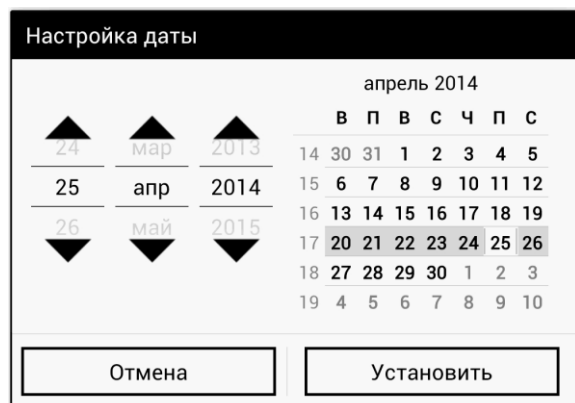 Настройка даты
24 мар 2013
25 апр 2014
26 май 2015
апрель 2014
В П В С Ч П С
14 30 31 1 2 3 4 5
15 6 7 8 9 10 11 12
16 13 14 15 16 17 18 19
17 20 21 22 23 24 25 26
18 27 28 29 30 1 2 3
19 4 5 6 7 8 9 10
Отмена
Установить